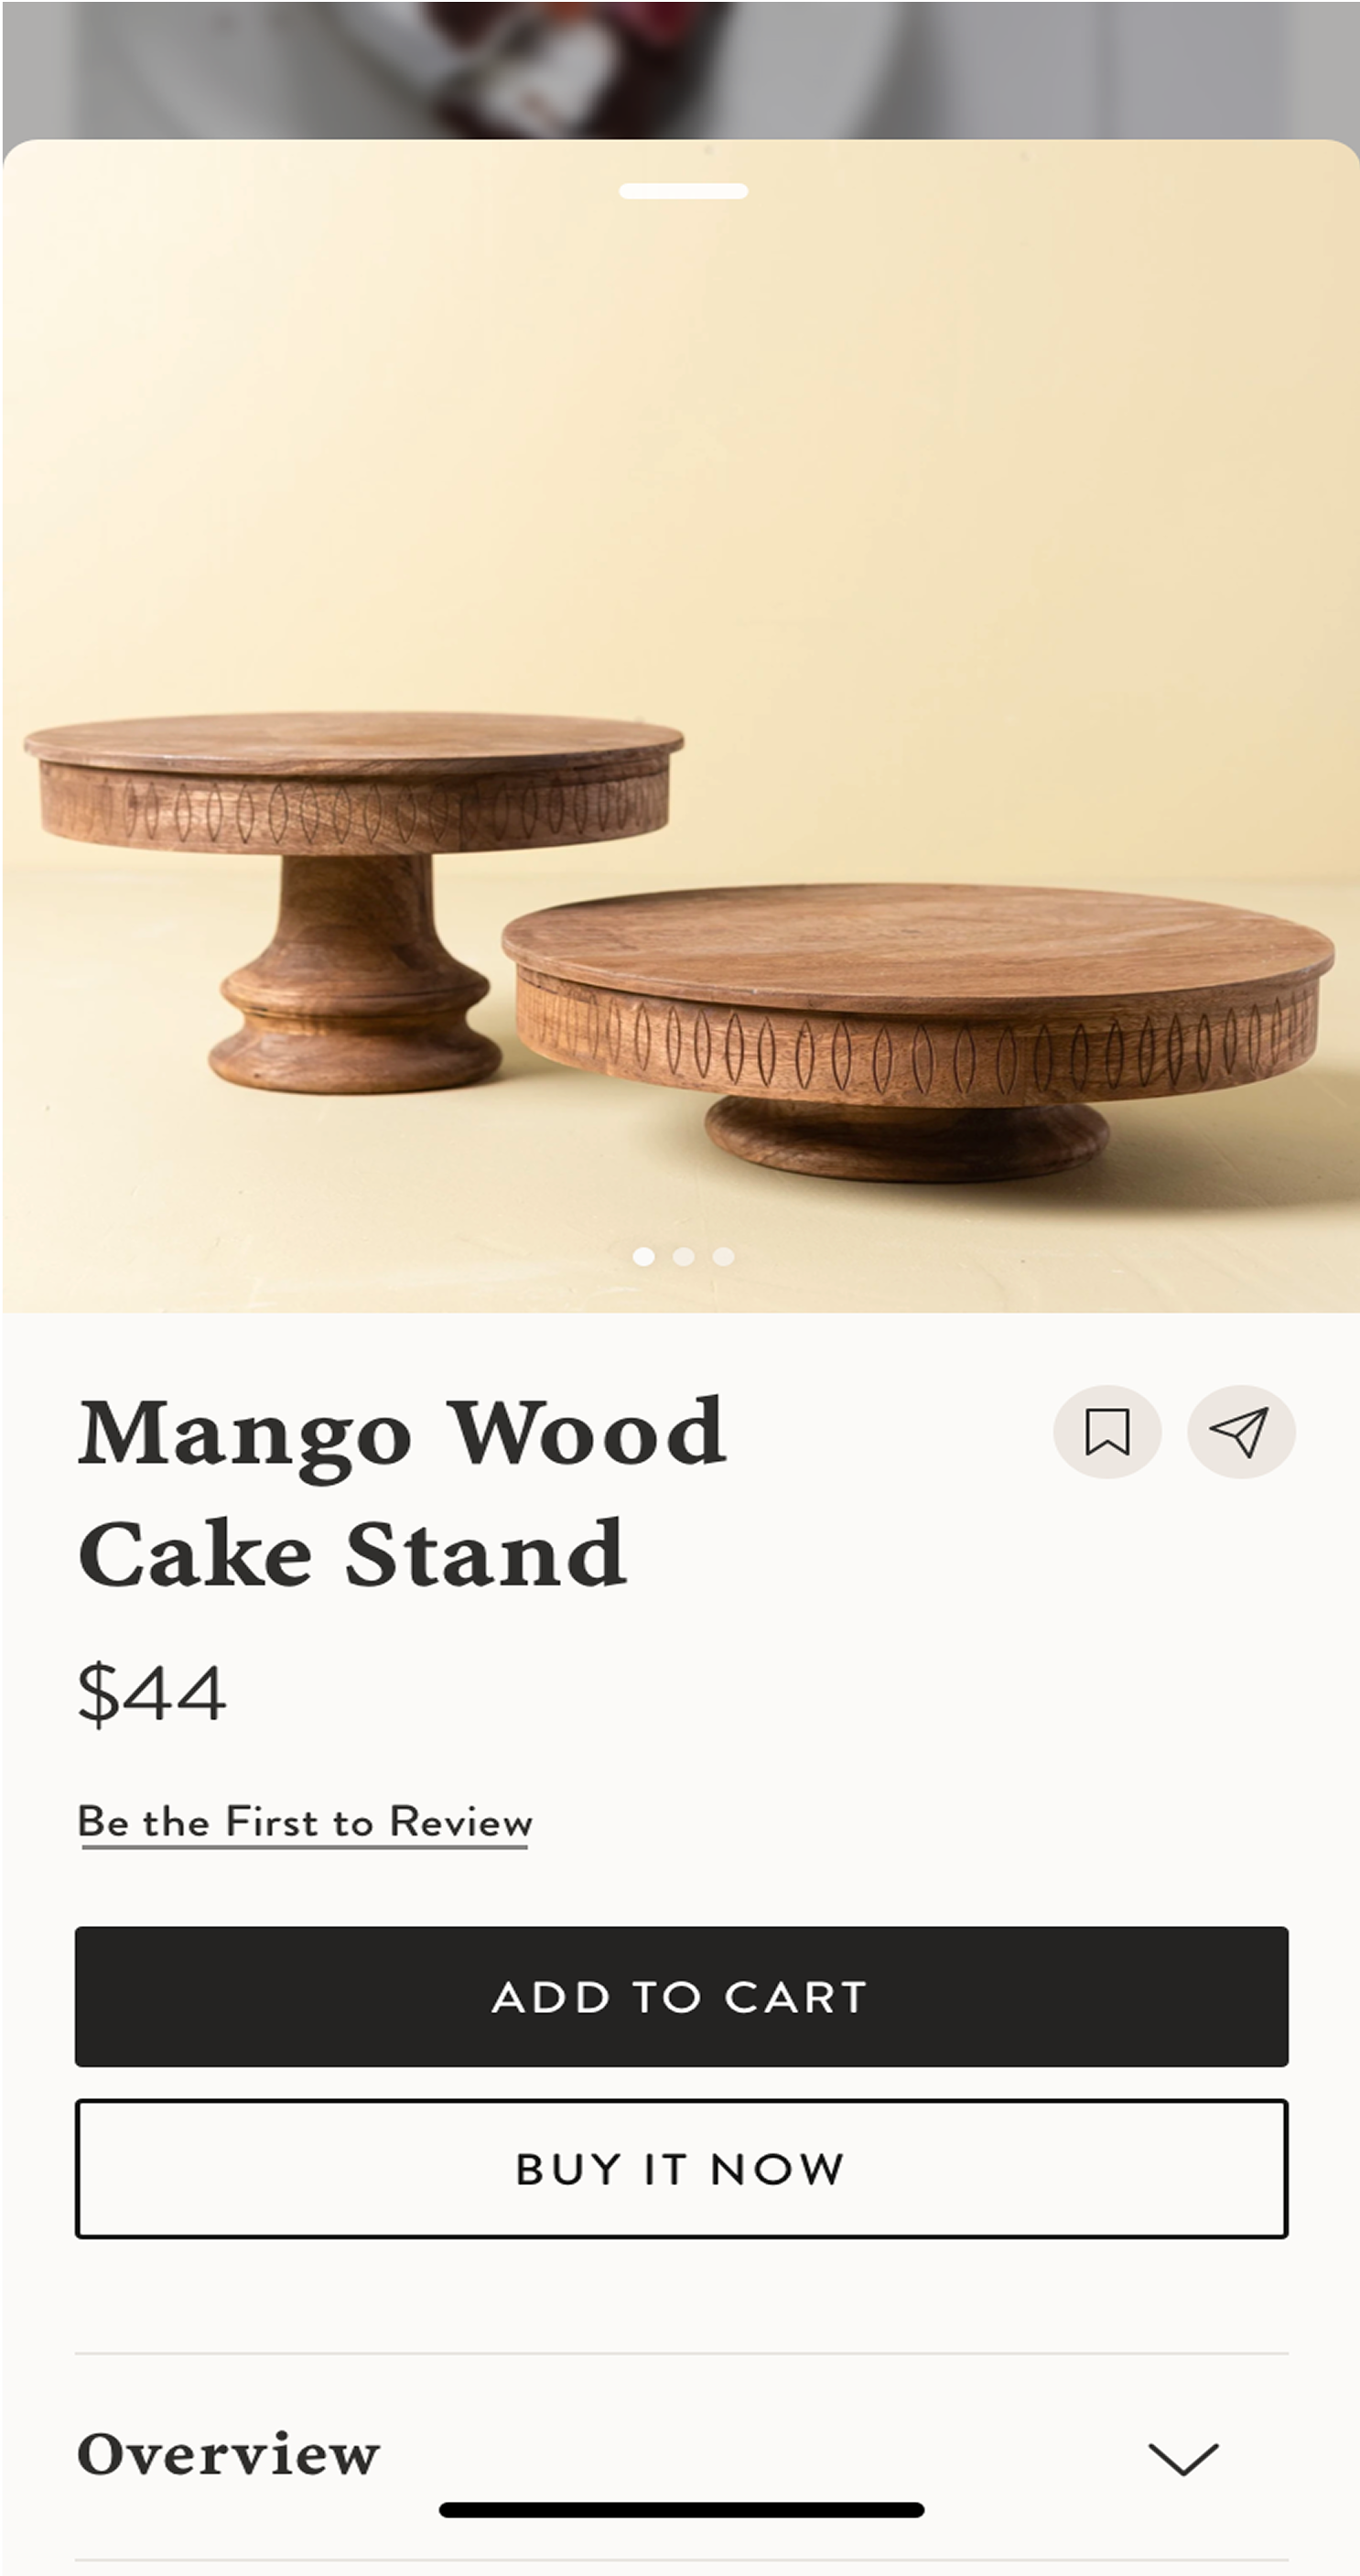 Mango Wood
Cake Stand
$44
Be the First to Review
ADD TO CART
BUY IT NOW
Overview